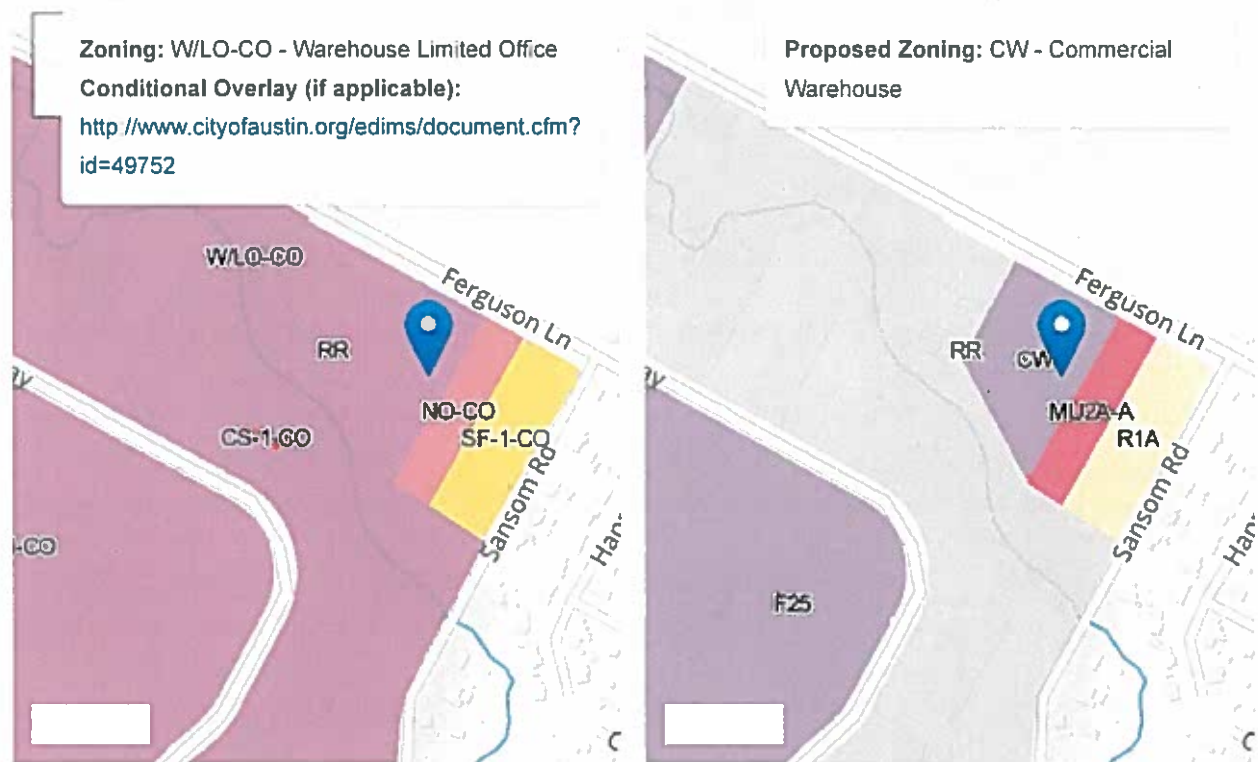 Zoning: W/LO-CO - Warehouse Limited Office
Conditional Overlay (if applicable):
http://www.cityofaustin.org/edims/document.cfm?
id=49752
W/LO-CO
Ferguson Ln
RR
NO-CO
CS-1-CO
SF-1-CO
Sansom Rd
-CO
Proposed Zoning: CW - Commercial
Warehouse
Ferguson Ln
RR
CW
MU2A-A
R1A
Sansom Rd
F25